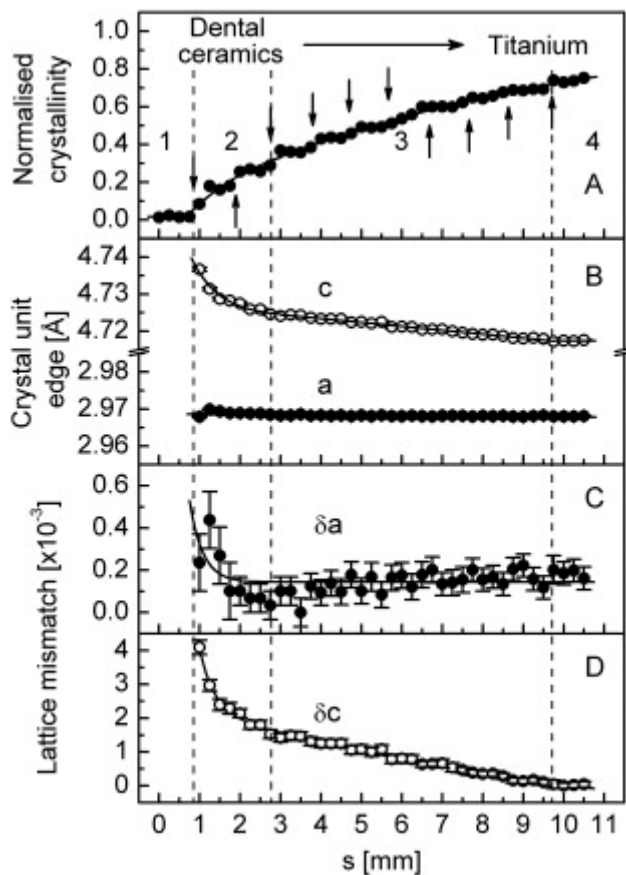 Dental
ceramics
Titanium
Normalised
crystallinity
1.0
0.8
0.6
0.4
0.2
0.0
1
2
3
4
A
Crystal unit
edge [Å]
4.74
4.73
4.72
2.98
2.97
2.96
c
a
B
Lattice mismatch [x10⁻³]
0.6
0.4
0.2
0.0
δa
C
4
3
2
1
0
δc
D
0 1 2 3 4 5 6 7 8 9 10 11
s [mm]